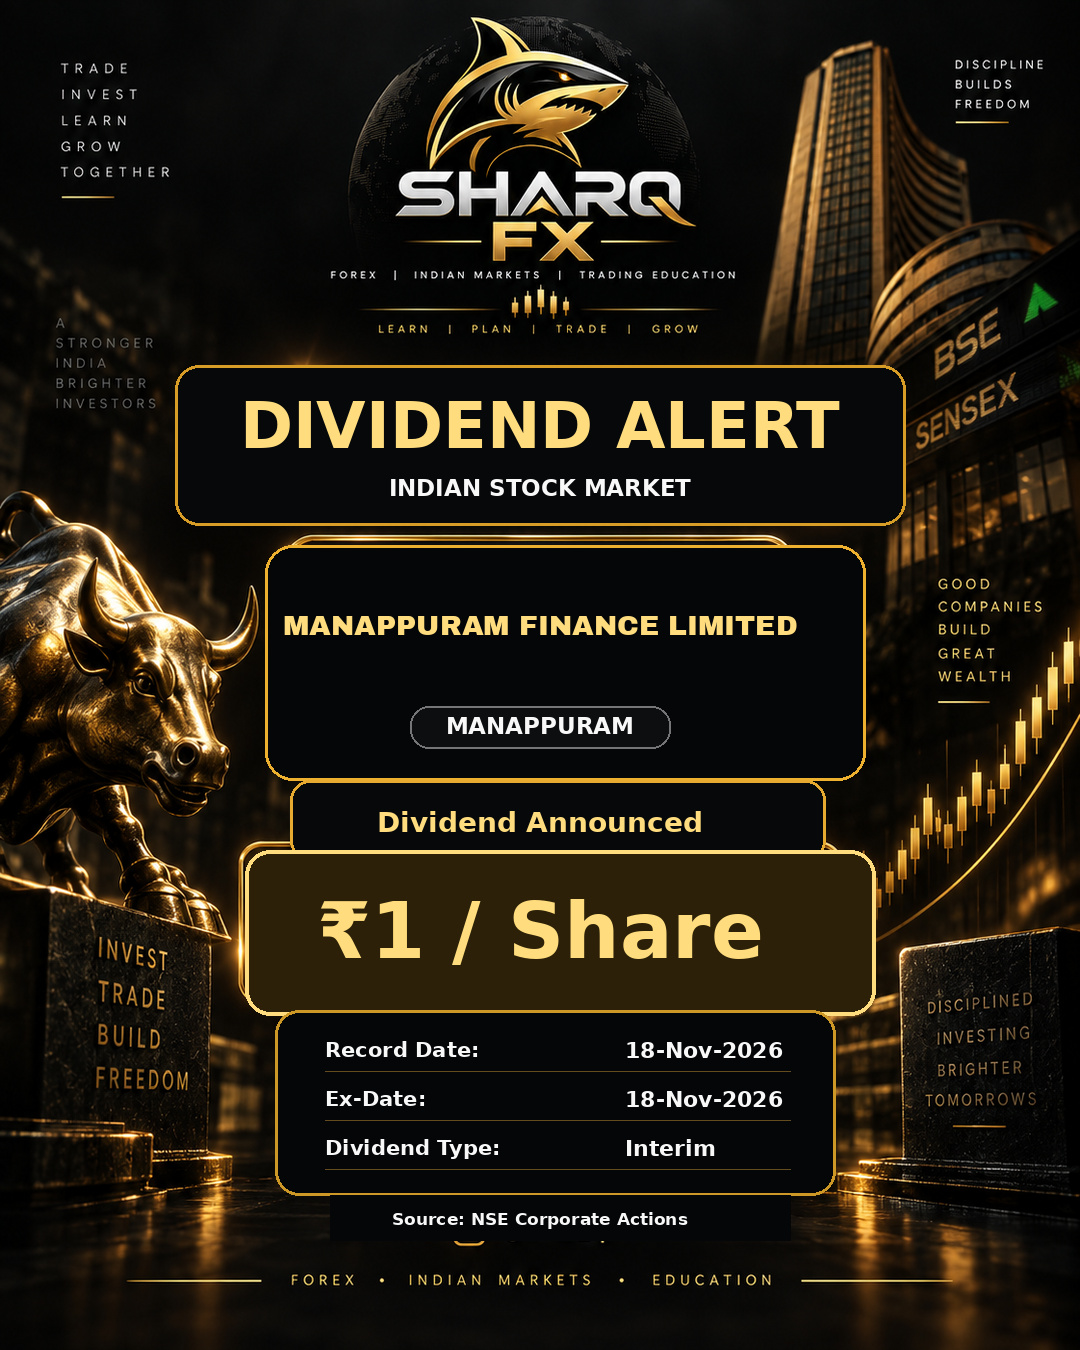 TRADE
INVEST
LEARN
GROW
TOGETHER
DISCIPLINE
BUILDS
FREEDOM
SHARQ
FX
FOREX | INDIAN MARKETS | TRADING EDUCATION
LEARN | PLAN | TRADE | GROW
A
STRONGER
INDIA
BRIGHTER
INVESTORS
BSE
SENSEX
DIVIDEND ALERT
INDIAN STOCK MARKET
MANAPPURAM FINANCE LIMITED
MANAPPURAM
GOOD
COMPANIES
BUILD
GREAT
WEALTH
Dividend Announced
₹1 / Share
INVEST
TRADE
BUILD
FREEDOM
DISCIPLINED
INVESTING
BRIGHTER
TOMORROWS
Record Date: 18-Nov-2026
Ex-Date: 18-Nov-2026
Dividend Type: Interim
Source: NSE Corporate Actions
FOREX • INDIAN MARKETS • EDUCATION